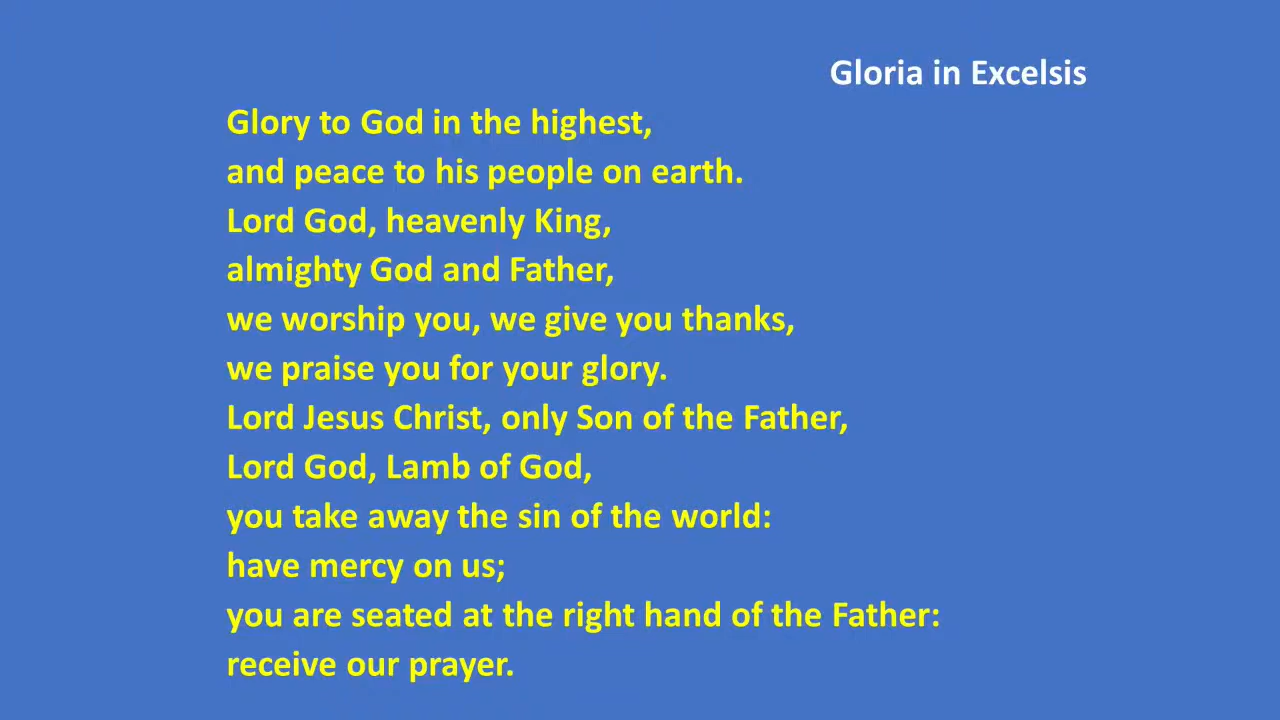 Gloria in Excelsis
Glory to God in the highest,
and peace to his people on earth.
Lord God, heavenly King,
almighty God and Father,
we worship you, we give you thanks,
we praise you for your glory.
Lord Jesus Christ, only Son of the Father,
Lord God, Lamb of God,
you take away the sin of the world:
have mercy on us;
you are seated at the right hand of the Father:
receive our prayer.